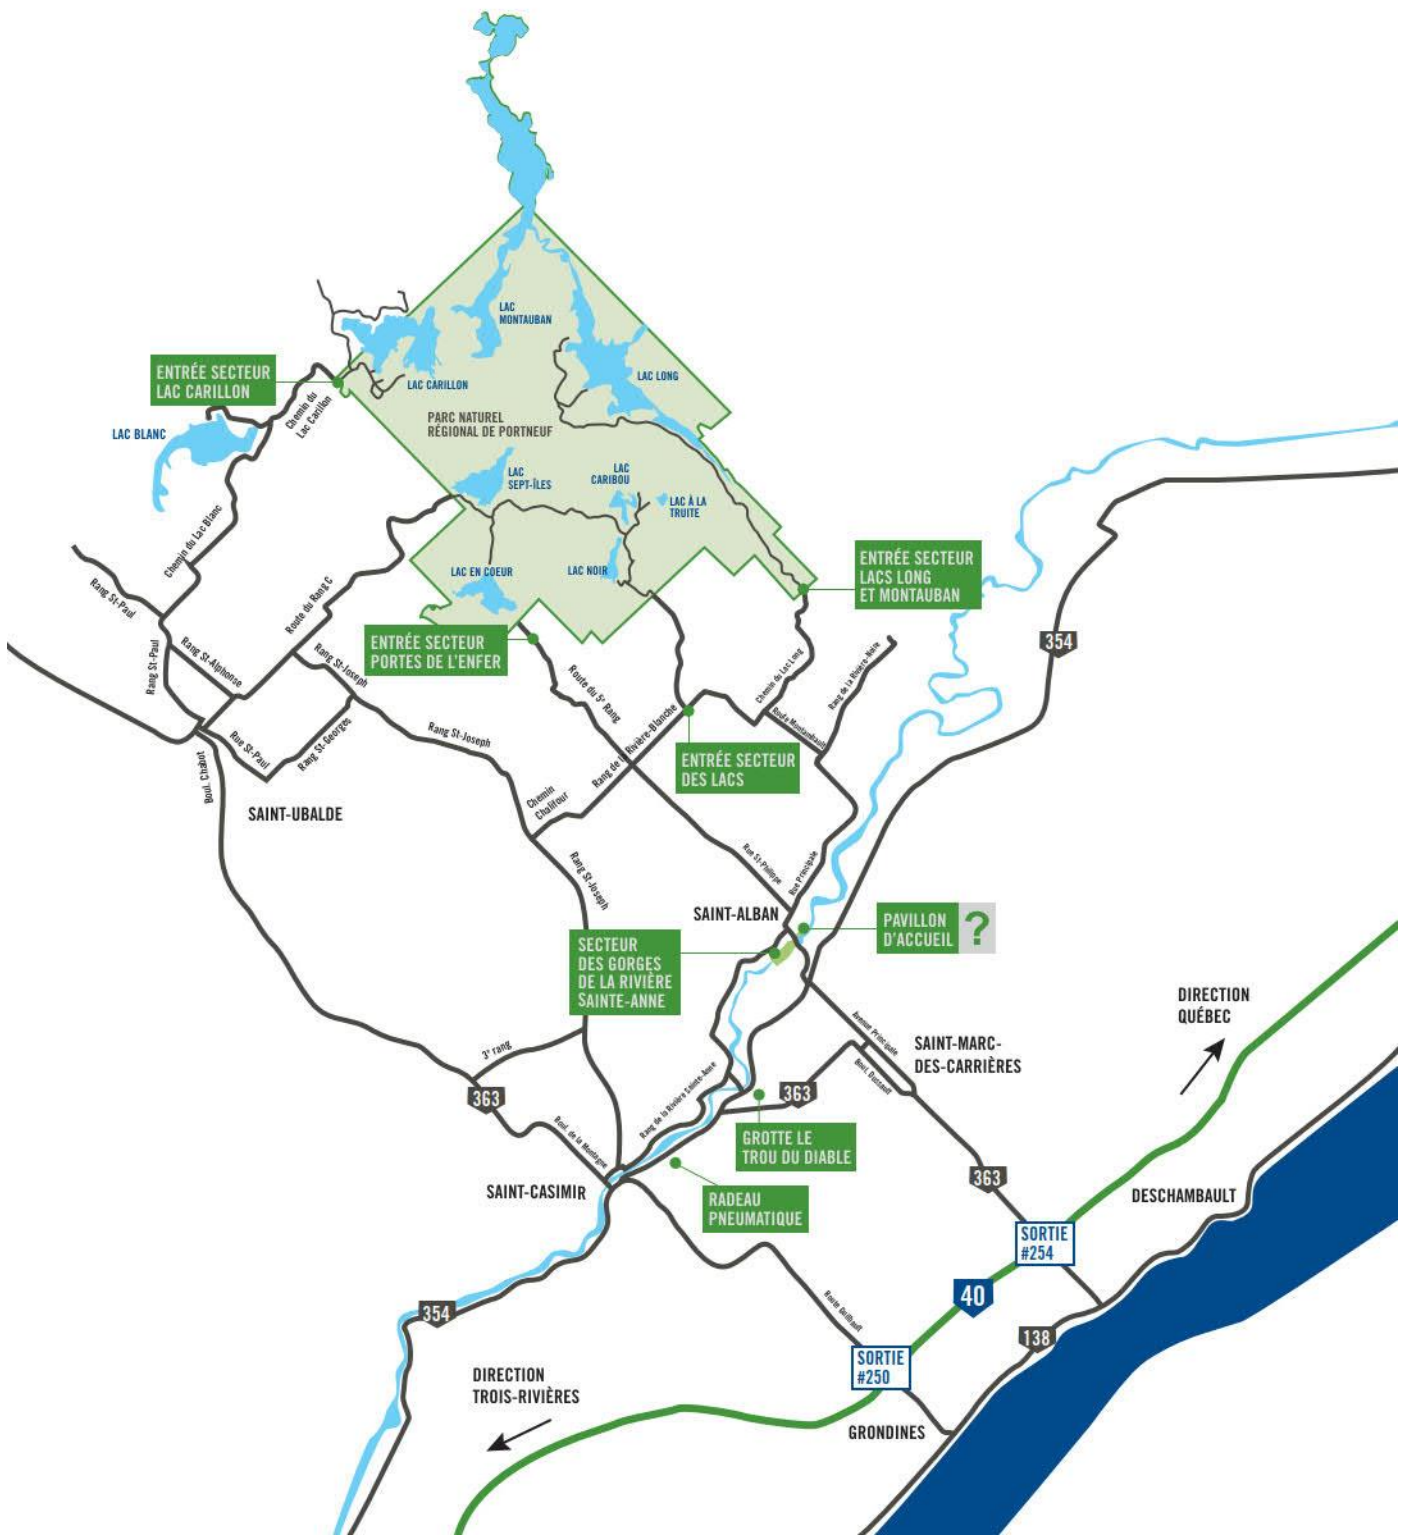 LAC
MONTAUBAN
ENTRÉE SECTEUR
LAC CARILLON
LAC CARILLON
LAC LONG
Chemin du
Lac Carillon
PARC NATUREL
RÉGIONAL DE PORTNEUF
LAC BLANC
LAC
SEPT-ÎLES
LAC
CARIBOU
LAC À LA
TRUITE
Chemin du Lac Blanc
ENTRÉE SECTEUR
LACS LONG
ET MONTAUBAN
LAC EN COEUR
LAC NOIR
Rang St-Paul
Route du Rang C
ENTRÉE SECTEUR
PORTES DE L'ENFER
354
Rang St-Paul
Rang St-Alphonse
Rang St-Joseph
Route du 5e Rang
Chemin du Lac Long
Rang de la Rivière-Noire
Route Montambault
Rue St-Paul
Rang St-Georges
Rang St-Joseph
Rang de la Rivière-Blanche
ENTRÉE SECTEUR
DES LACS
Boul. Chabot
SAINT-UBALDE
Chemin
Chalifour
Rang St-Joseph
Rue St-Philippe
Rue Principale
SAINT-ALBAN
PAVILLON
D'ACCUEIL
?
SECTEUR
DES GORGES
DE LA RIVIÈRE
SAINTE-ANNE
DIRECTION
QUÉBEC
Avenue Principale
SAINT-MARC-
DES-CARRIÈRES
3e rang
Boul. Dussault
363
363
Rang de la Rivière Sainte-Anne
Boul. de la Montagne
GROTTE LE
TROU DU DIABLE
363
SAINT-CASIMIR
RADEAU
PNEUMATIQUE
DESCHAMBAULT
SORTIE
#254
40
354
Route Guilbault
138
SORTIE
#250
DIRECTION
TROIS-RIVIÈRES
GRONDINES